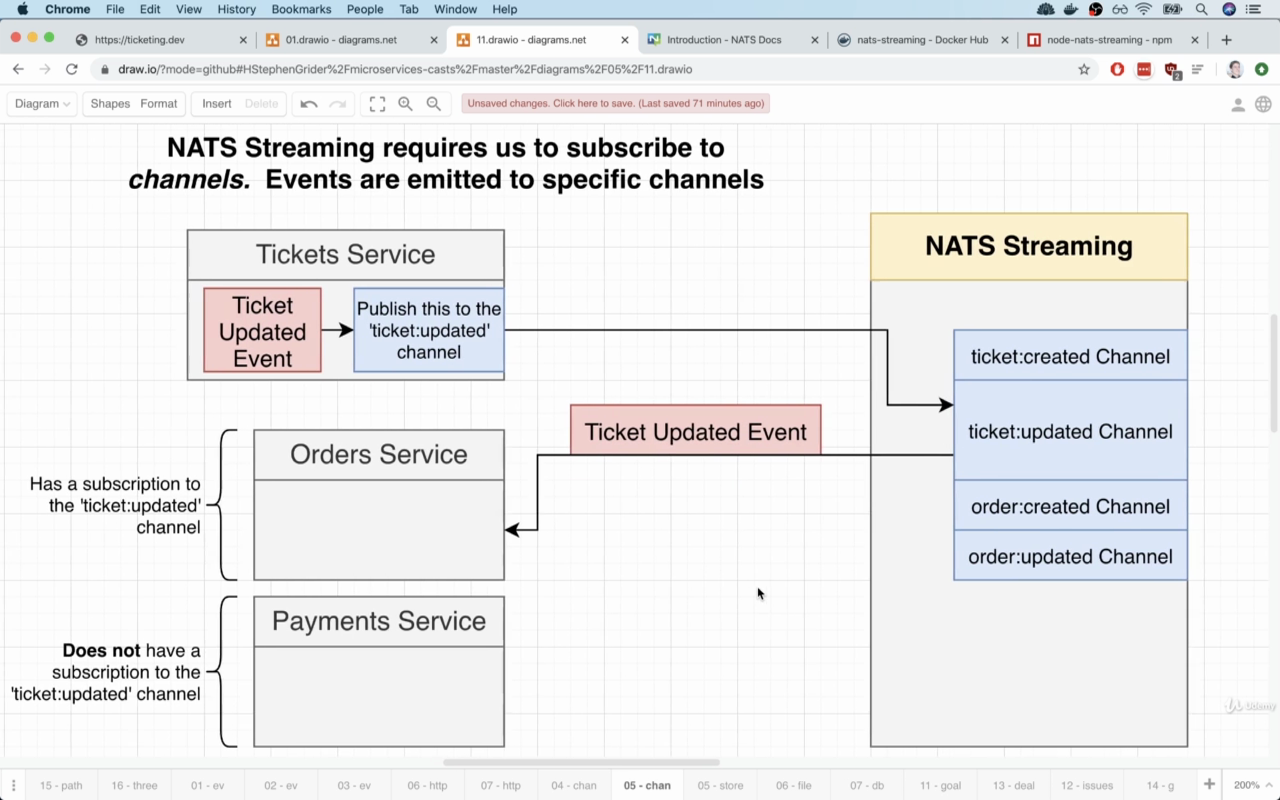 Chrome File Edit View History Bookmarks People Tab Window Help
https://ticketing.dev
01.drawio - diagrams.net
11.drawio - diagrams.net
Introduction - NATS Docs
nats-streaming - Docker Hub
node-nats-streaming - npm
draw.io/?mode=github#HStephenGrider%2Fmicroservices-casts%2Fmaster%2Fdiagrams%2F05%2F11.drawio
Diagram Shapes Format Insert Delete
Unsaved changes. Click here to save. (Last saved 71 minutes ago)
NATS Streaming requires us to subscribe to
channels. Events are emitted to specific channels
Tickets Service
Ticket
Updated
Event
Publish this to the
'ticket:updated'
channel
NATS Streaming
ticket:created Channel
ticket:updated Channel
order:created Channel
order:updated Channel
Ticket Updated Event
Orders Service
Has a subscription to
the 'ticket:updated'
channel
Payments Service
Does not have a
subscription to the
'ticket:updated' channel
Udemy
15 - path 16 - three 01 - ev 02 - ev 03 - ev 06 - http 07 - http 04 - chan 05 - chan 05 - store 06 - file 07 - db 11 - goal 13 - deal 12 - issues 14 - g 200%